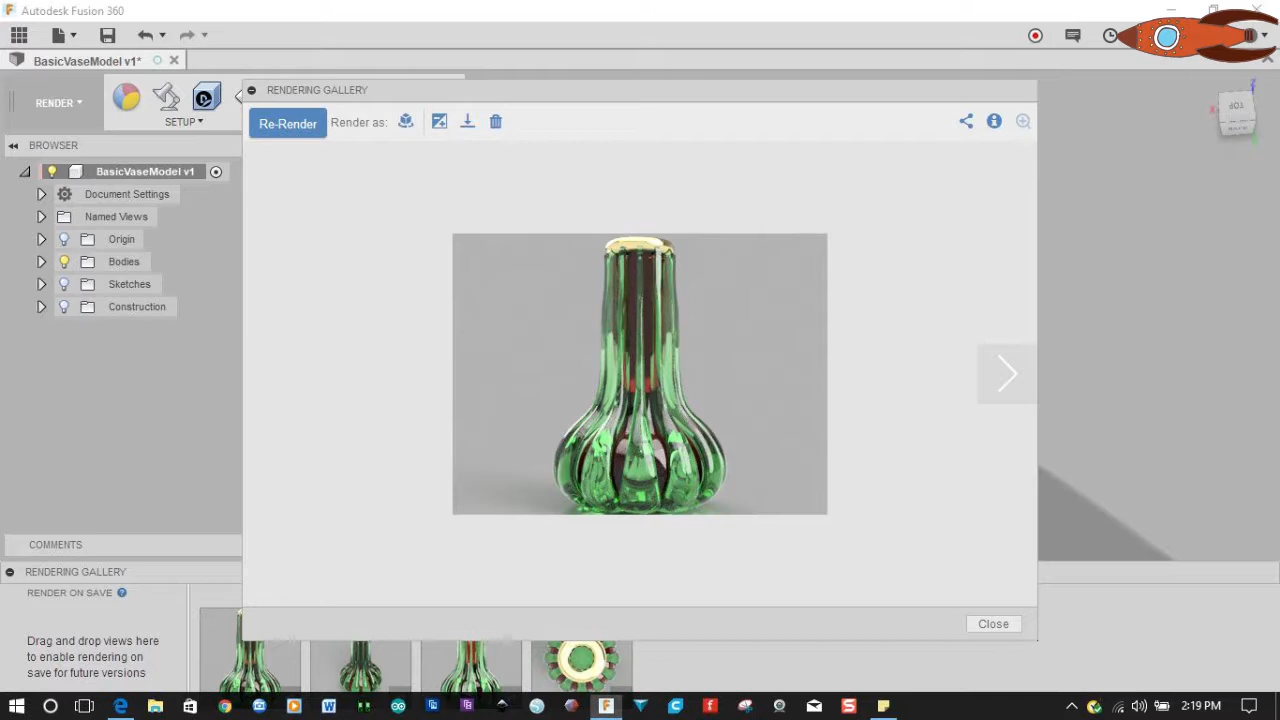 Autodesk Fusion 360
BasicVaseModel v1*
RENDER
SETUP
RENDERING GALLERY
Re-Render
Render as:
BROWSER
BasicVaseModel v1
Document Settings
Named Views
Origin
Bodies
Sketches
Construction
TOP
Z
X
Close
COMMENTS
RENDERING GALLERY
RENDER ON SAVE
Drag and drop views here
to enable rendering on
save for future versions
2:19 PM